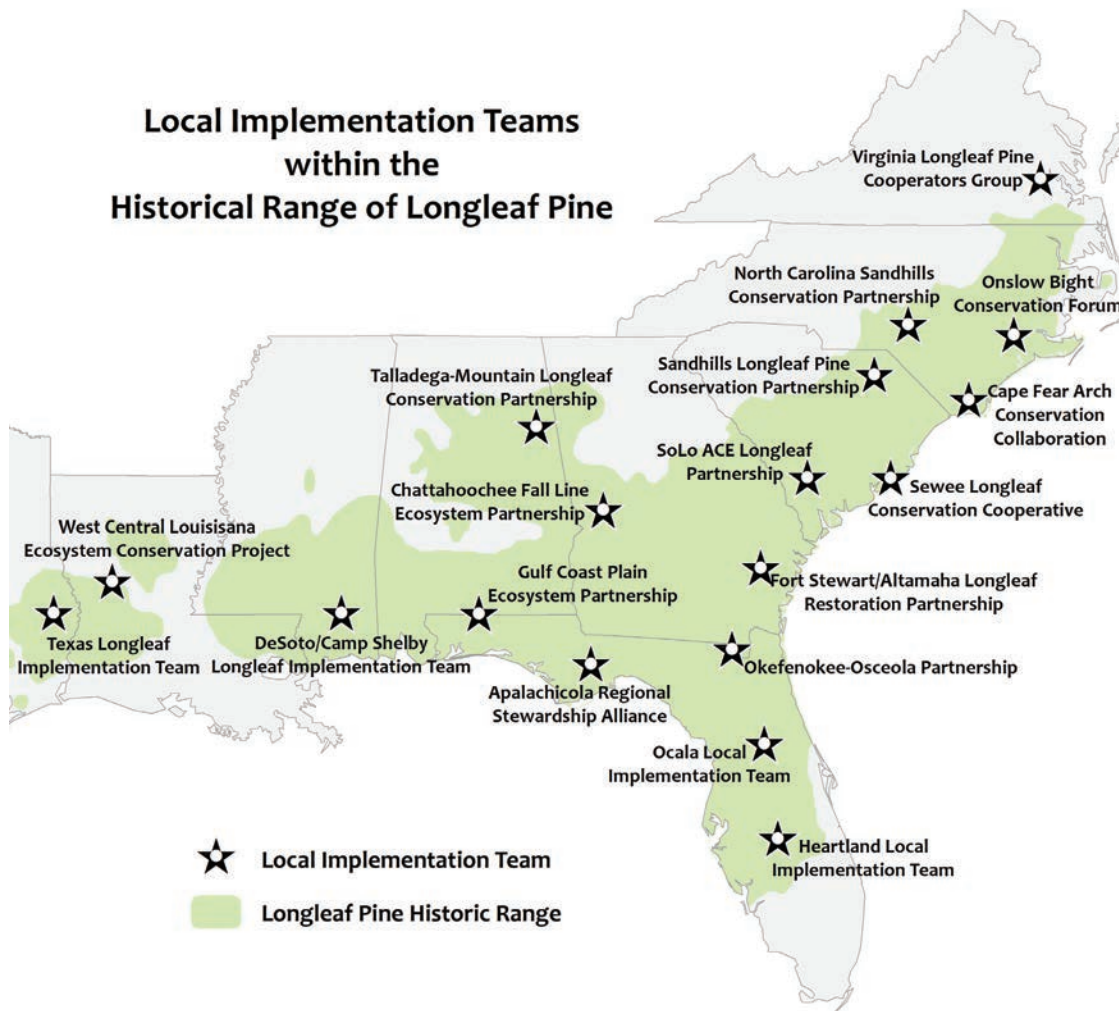 Local Implementation Teams
within the
Historical Range of Longleaf Pine
Virginia Longleaf Pine
Cooperators Group
North Carolina Sandhills
Conservation Partnership
Onslow Bight
Conservation Forum
Sandhills Longleaf Pine
Conservation Partnership
Talladega-Mountain Longleaf
Conservation Partnership
Cape Fear Arch
Conservation
Collaboration
SoLo ACE Longleaf
Partnership
Sewee Longleaf
Conservation Cooperative
Chattahoochee Fall Line
Ecosystem Partnership
West Central Louisisana
Ecosystem Conservation Project
Gulf Coast Plain
Ecosystem Partnership
Fort Stewart/Altamaha Longleaf
Restoration Partnership
Texas Longleaf
Implementation Team
DeSoto/Camp Shelby
Longleaf Implementation Team
Okefenokee-Osceola Partnership
Apalachicola Regional
Stewardship Alliance
Ocala Local
Implementation Team
Heartland Local
Implementation Team
Local Implementation Team
Longleaf Pine Historic Range